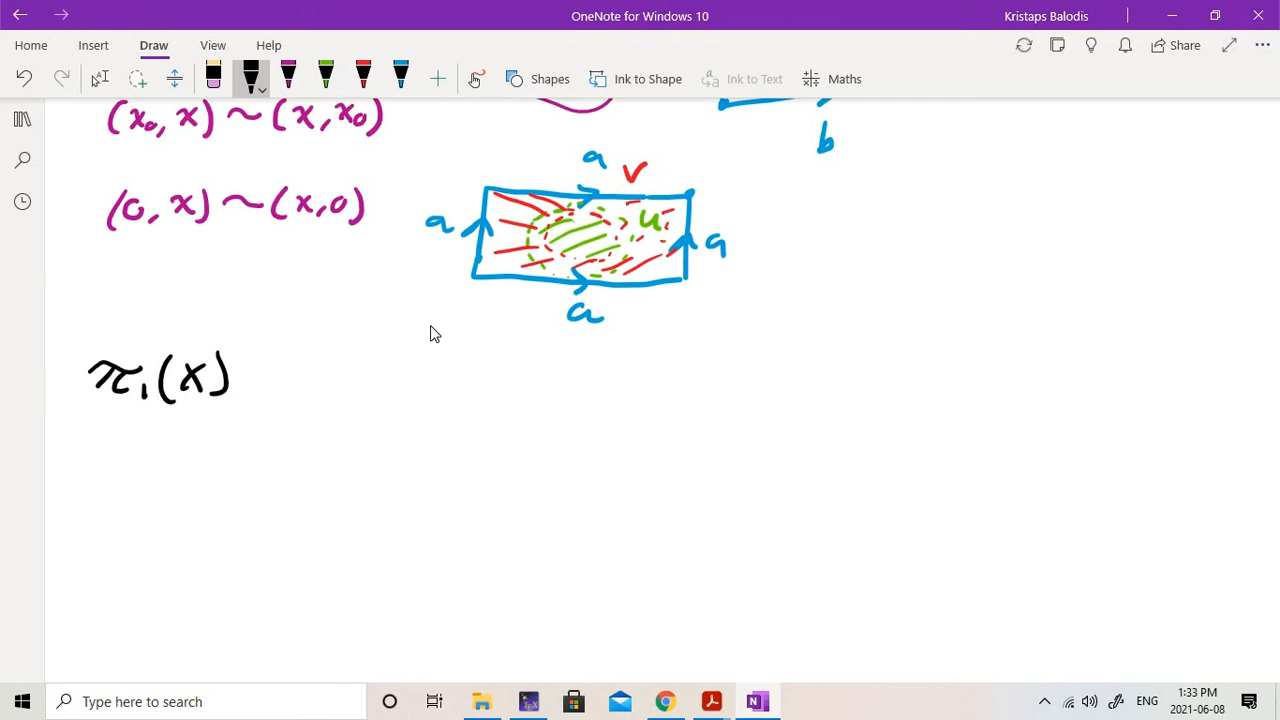 OneNote for Windows 10
Kristaps Balodis
Home Insert Draw View Help
Share
Shapes Ink to Shape Ink to Text Maths
(x₀, x) ~ (x, x₀)
b
a V
(0, x) ~ (x, 0)
a u a
a
π₁(X)
Type here to search
ENG
1:33 PM
2021-06-08